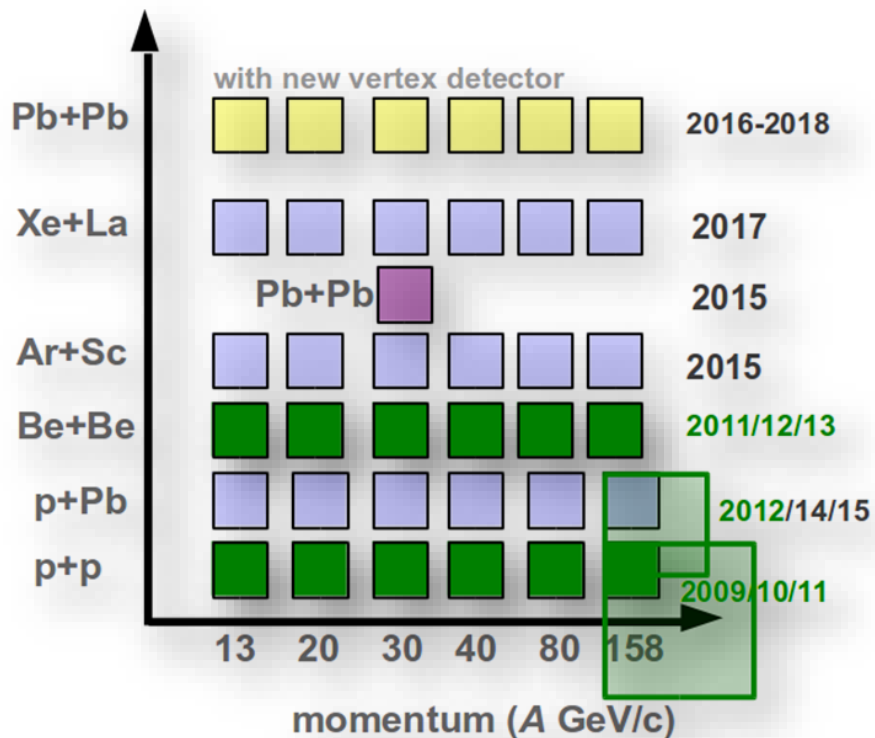 with new vertex detector
Pb+Pb 2016-2018
Xe+La 2017
Pb+Pb 2015
Ar+Sc 2015
Be+Be 2011/12/13
p+Pb 2012/14/15
p+p 2009/10/11
13 20 30 40 80 158
momentum (A GeV/c)